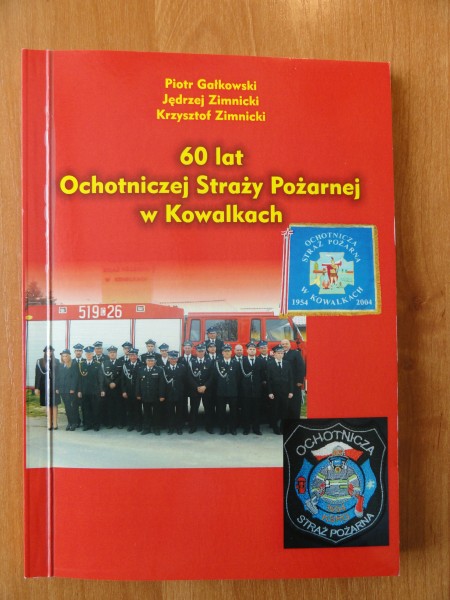 Piotr Gałkowski
Jędrzej Zimnicki
Krzysztof Zimnicki
60 lat
Ochotniczej Straży Pożarnej
w Kowalkach
OCHOTNICZA
STRAŻ POŻARNA
W KOWALKACH
1954 2004
519 26
OCHOTNICZA
STRAŻ POŻARNA